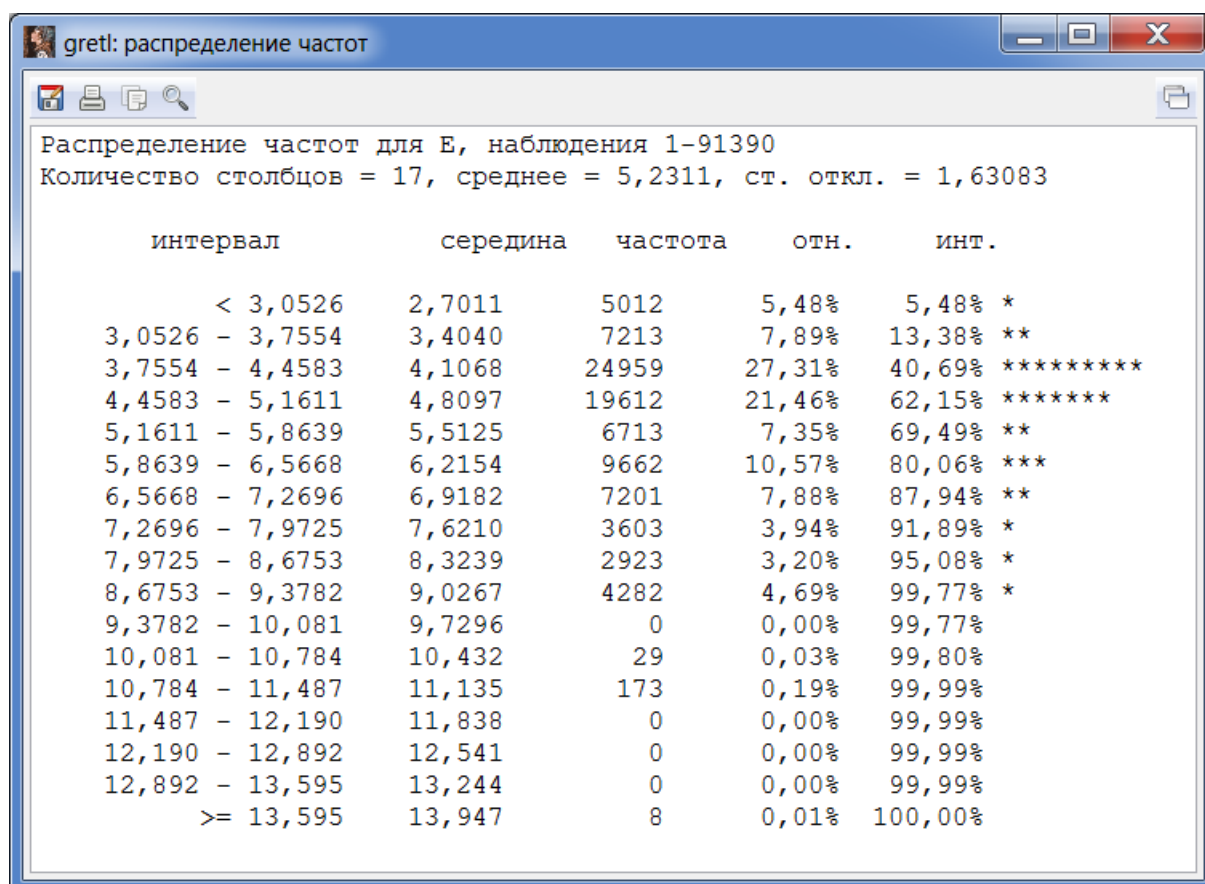 gretl: распределение частот
Распределение частот для E, наблюдения 1-91390
Количество столбцов = 17, среднее = 5,2311, ст. откл. = 1,63083
интервал середина частота отн. инт.
< 3,0526 2,7011 5012 5,48% 5,48% *
3,0526 - 3,7554 3,4040 7213 7,89% 13,38% **
3,7554 - 4,4583 4,1068 24959 27,31% 40,69% *********
4,4583 - 5,1611 4,8097 19612 21,46% 62,15% *******
5,1611 - 5,8639 5,5125 6713 7,35% 69,49% **
5,8639 - 6,5668 6,2154 9662 10,57% 80,06% ***
6,5668 - 7,2696 6,9182 7201 7,88% 87,94% **
7,2696 - 7,9725 7,6210 3603 3,94% 91,89% *
7,9725 - 8,6753 8,3239 2923 3,20% 95,08% *
8,6753 - 9,3782 9,0267 4282 4,69% 99,77% *
9,3782 - 10,081 9,7296 0 0,00% 99,77%
10,081 - 10,784 10,432 29 0,03% 99,80%
10,784 - 11,487 11,135 173 0,19% 99,99%
11,487 - 12,190 11,838 0 0,00% 99,99%
12,190 - 12,892 12,541 0 0,00% 99,99%
12,892 - 13,595 13,244 0 0,00% 99,99%
>= 13,595 13,947 8 0,01% 100,00%